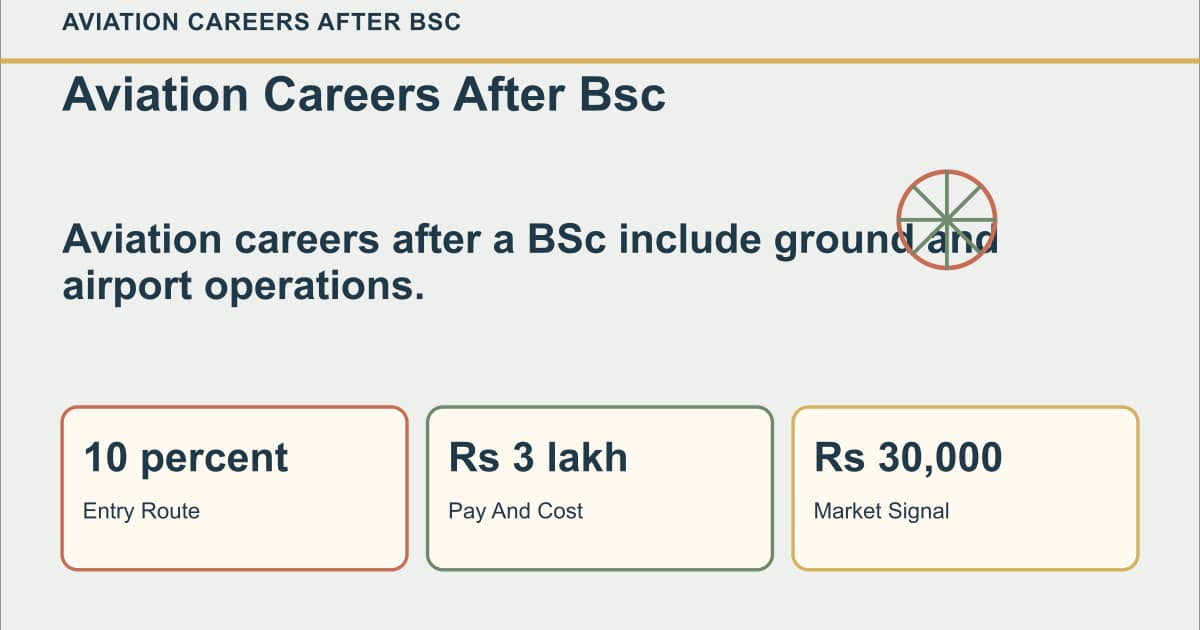 AVIATION CAREERS AFTER BSC
Aviation Careers After Bsc
Aviation careers after a BSc include ground and
airport operations.
10 percent
Entry Route
Rs 3 lakh
Pay And Cost
Rs 30,000
Market Signal